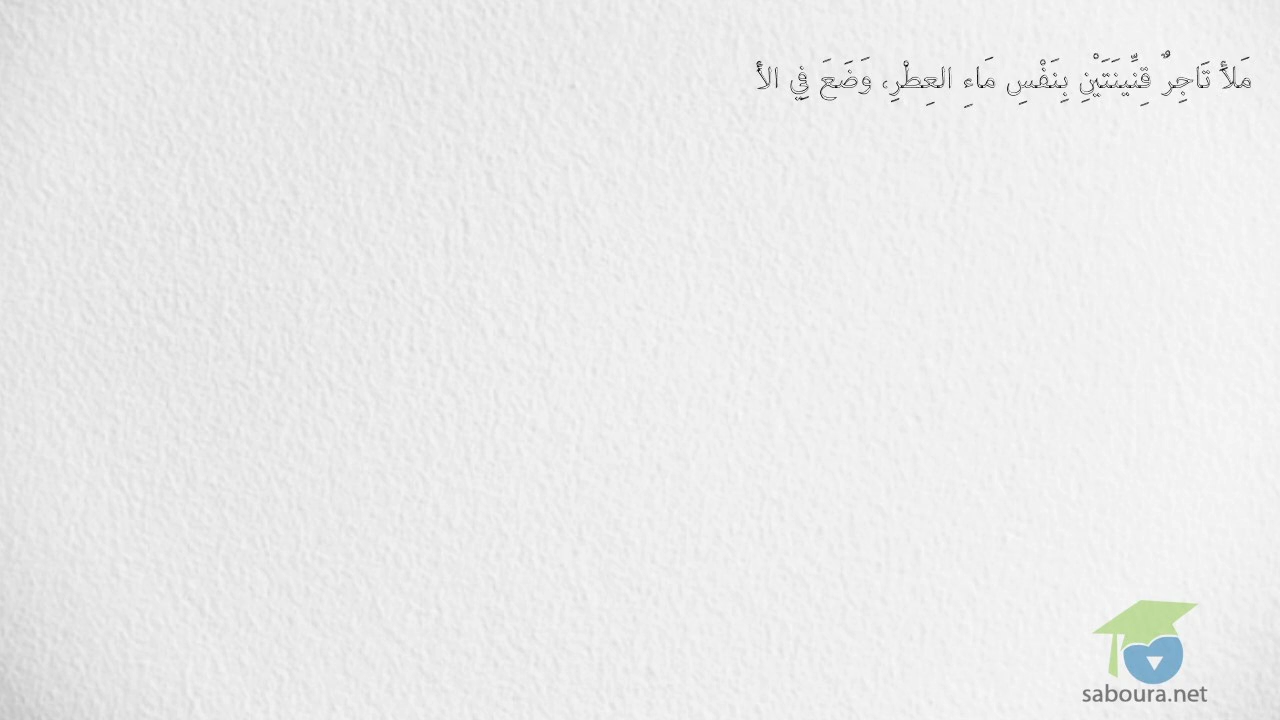 مَلأَ تَاجِرٌ قِنِّينَتَيْنِ بِنَفْسِ مَاءِ العِطْرِ، وَضَعَ فِي الأ
saboura.net